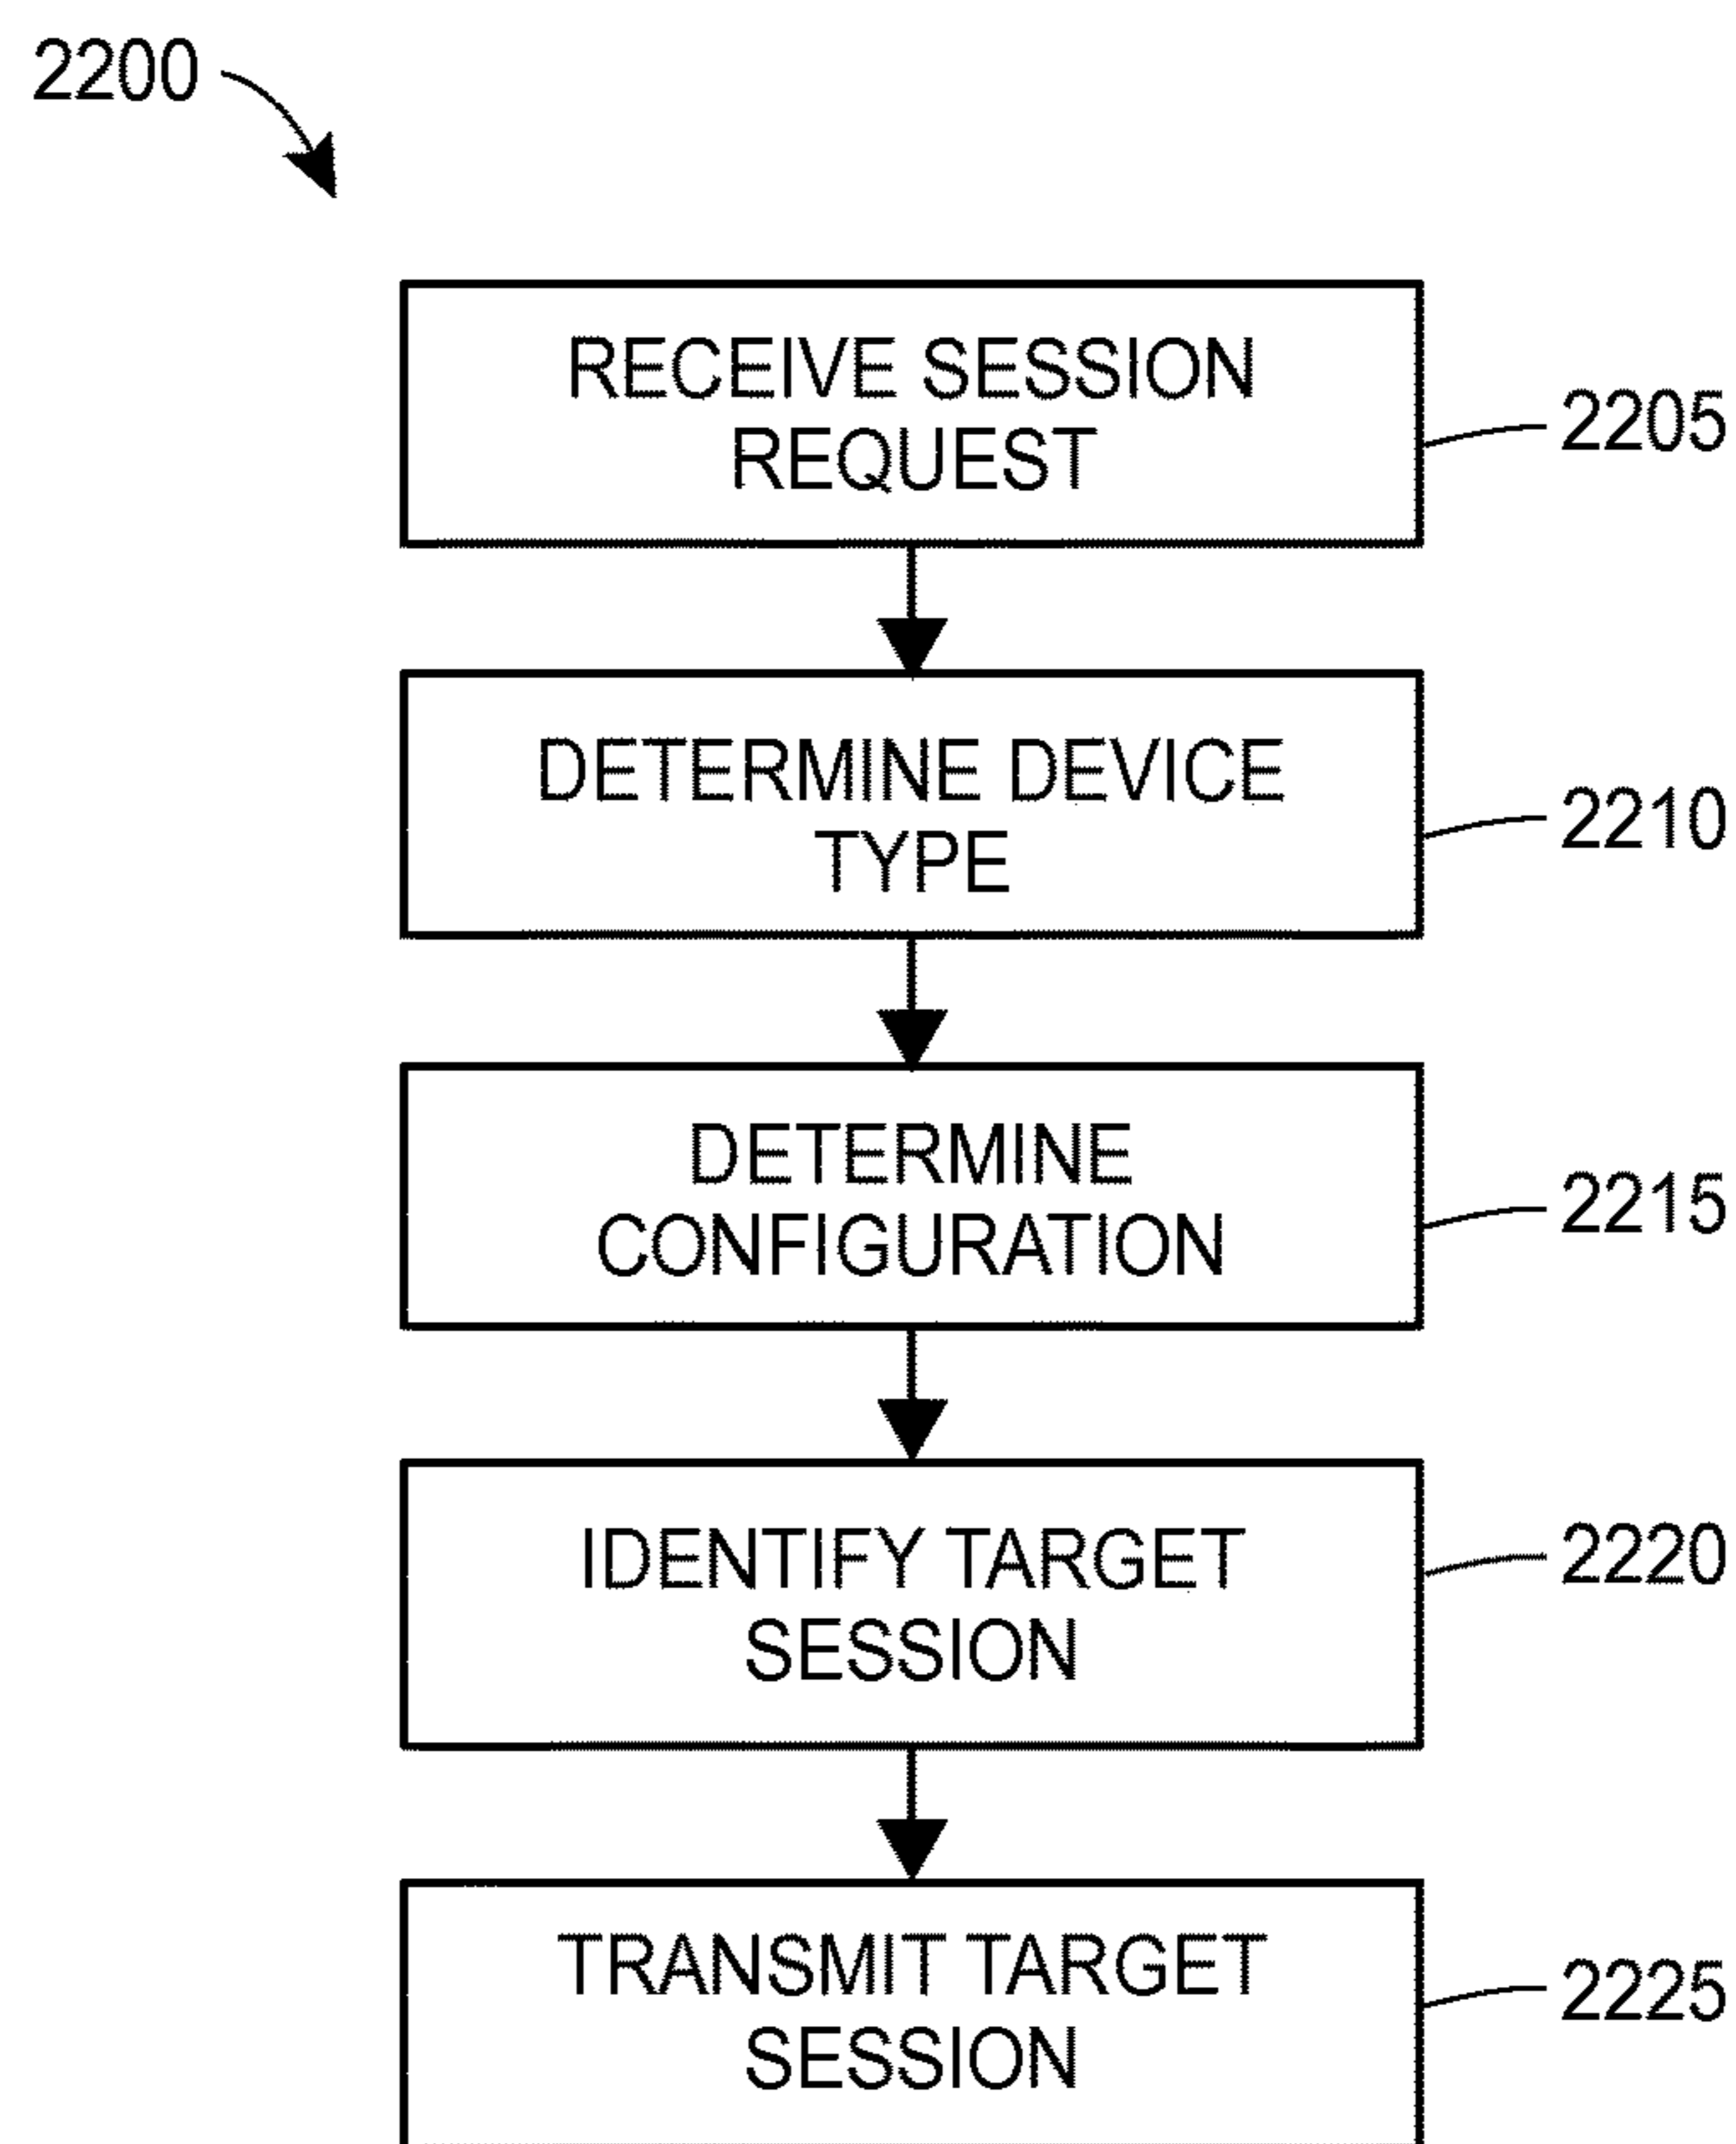 2200
RECEIVE SESSION
REQUEST
2205
DETERMINE DEVICE
TYPE
2210
DETERMINE
CONFIGURATION
2215
IDENTIFY TARGET
SESSION
2220
TRANSMIT TARGET
SESSION
2225